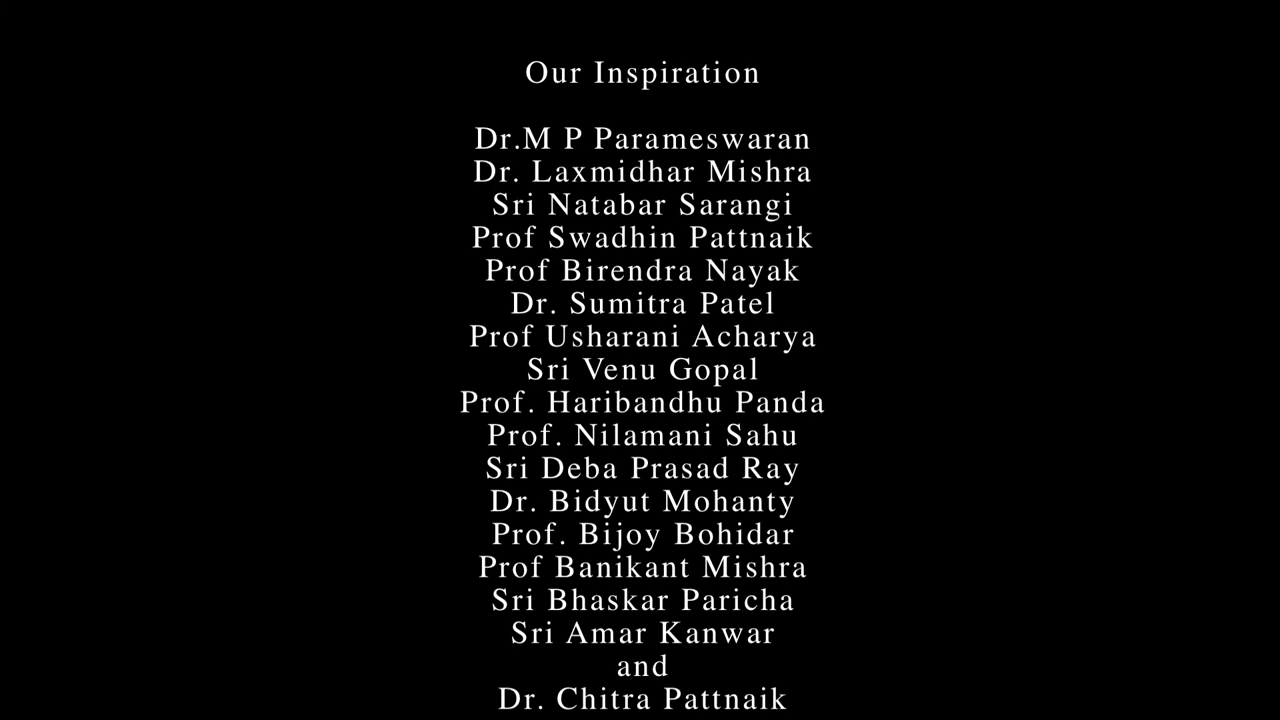 Our Inspiration
Dr.M P Parameswaran
Dr. Laxmidhar Mishra
Sri Natabar Sarangi
Prof Swadhin Pattnaik
Prof Birendra Nayak
Dr. Sumitra Patel
Prof Usharani Acharya
Sri Venu Gopal
Prof. Haribandhu Panda
Prof. Nilamani Sahu
Sri Deba Prasad Ray
Dr. Bidyut Mohanty
Prof. Bijoy Bohidar
Prof Banikant Mishra
Sri Bhaskar Paricha
Sri Amar Kanwar
and
Dr. Chitra Pattnaik